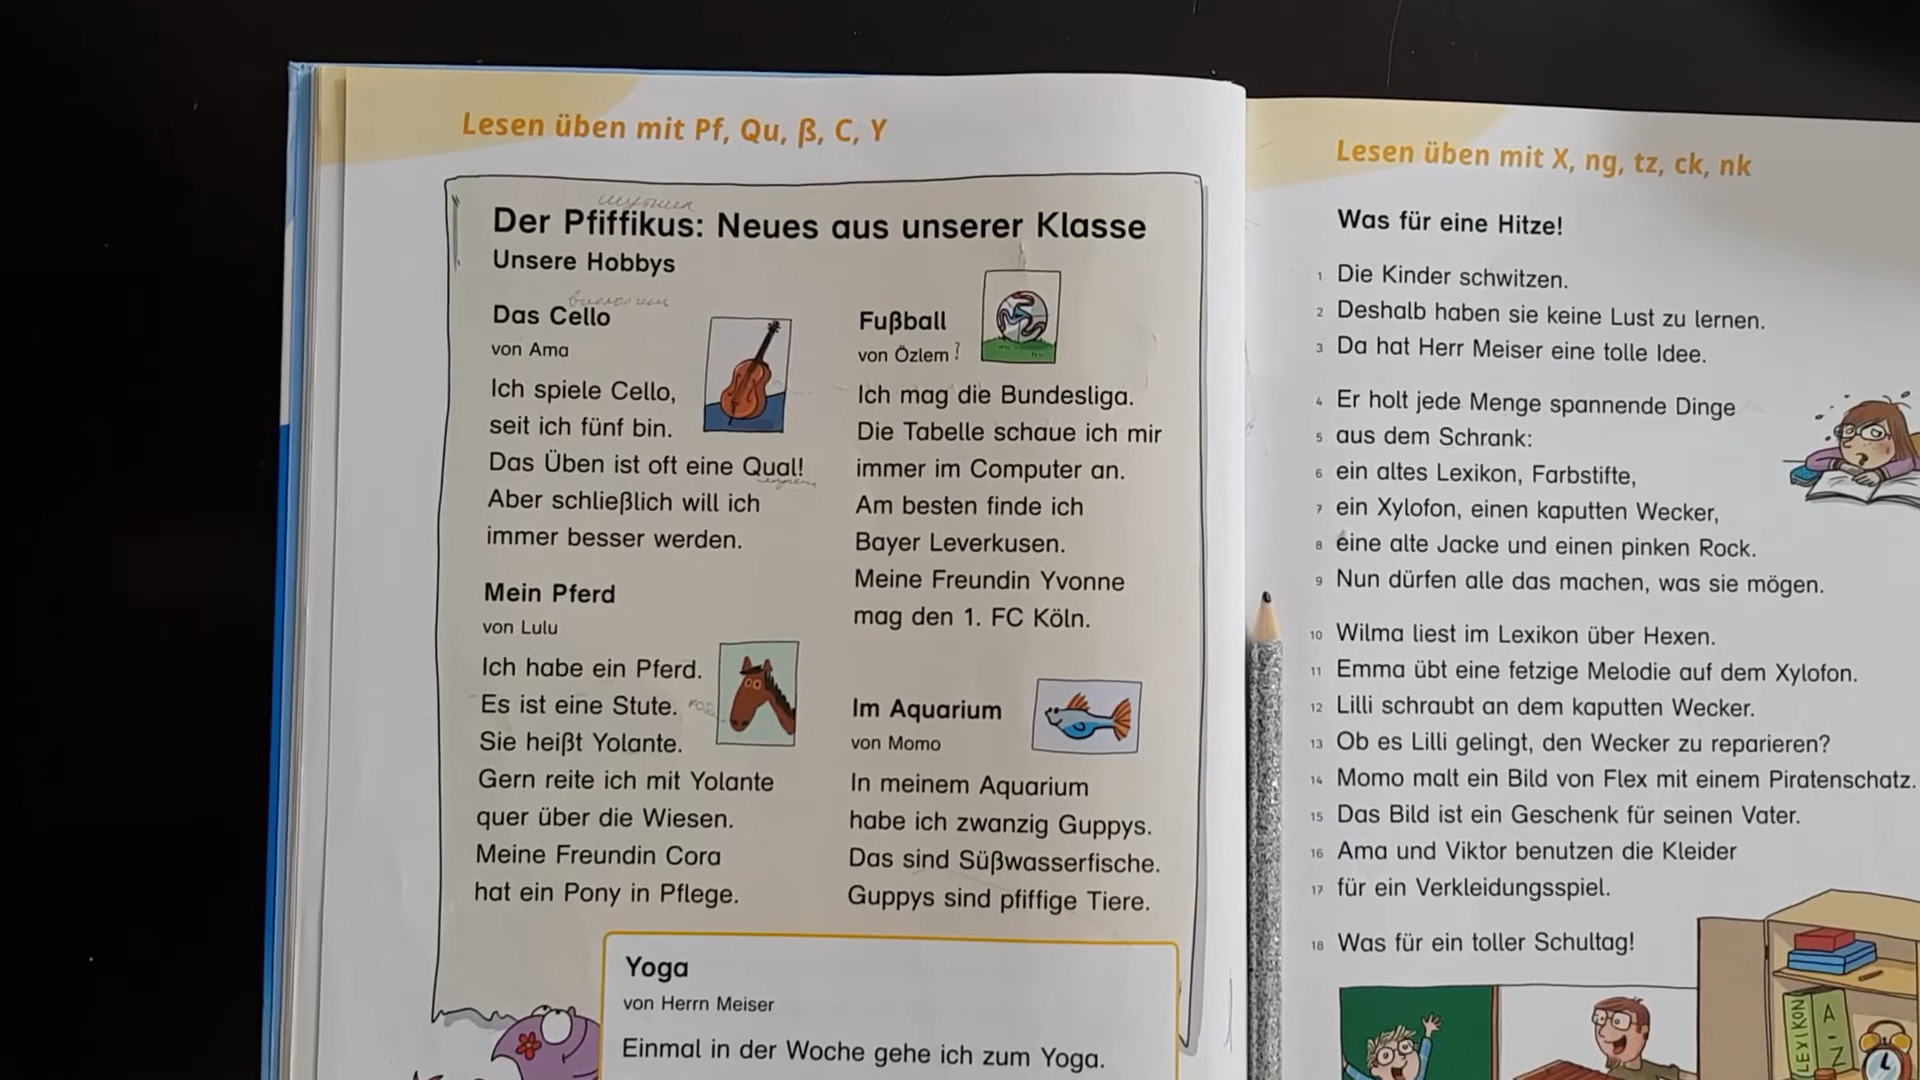 Lesen üben mit Pf, Qu, ß, C, Y
Der Pfiffikus: Neues aus unserer Klasse
Unsere Hobbys
Das Cello
von Ama
Ich spiele Cello,
seit ich fünf bin.
Das Üben ist oft eine Qual!
Aber schließlich will ich
immer besser werden.
Mein Pferd
von Lulu
Ich habe ein Pferd.
Es ist eine Stute.
Sie heißt Yolante.
Gern reite ich mit Yolante
quer über die Wiesen.
Meine Freundin Cora
hat ein Pony in Pflege.
Fußball
von Özlem ?
Ich mag die Bundesliga.
Die Tabelle schaue ich mir
immer im Computer an.
Am besten finde ich
Bayer Leverkusen.
Meine Freundin Yvonne
mag den 1. FC Köln.
Im Aquarium
von Momo
In meinem Aquarium
habe ich zwanzig Guppys.
Das sind Süßwasserfische.
Guppys sind pfiffige Tiere.
Yoga
von Herrn Meiser
Einmal in der Woche gehe ich zum Yoga.
Lesen üben mit X, ng, tz, ck, nk
Was für eine Hitze!
1 Die Kinder schwitzen.
2 Deshalb haben sie keine Lust zu lernen.
3 Da hat Herr Meiser eine tolle Idee.
4 Er holt jede Menge spannende Dinge
5 aus dem Schrank:
6 ein altes Lexikon, Farbstifte,
7 ein Xylofon, einen kaputten Wecker,
8 eine alte Jacke und einen pinken Rock.
9 Nun dürfen alle das machen, was sie mögen.
10 Wilma liest im Lexikon über Hexen.
11 Emma übt eine fetzige Melodie auf dem Xylofon.
12 Lilli schraubt an dem kaputten Wecker.
13 Ob es Lilli gelingt, den Wecker zu reparieren?
14 Momo malt ein Bild von Flex mit einem Piratenschatz.
15 Das Bild ist ein Geschenk für seinen Vater.
16 Ama und Viktor benutzen die Kleider
17 für ein Verkleidungsspiel.
18 Was für ein toller Schultag!
LEXIKON
A - Z